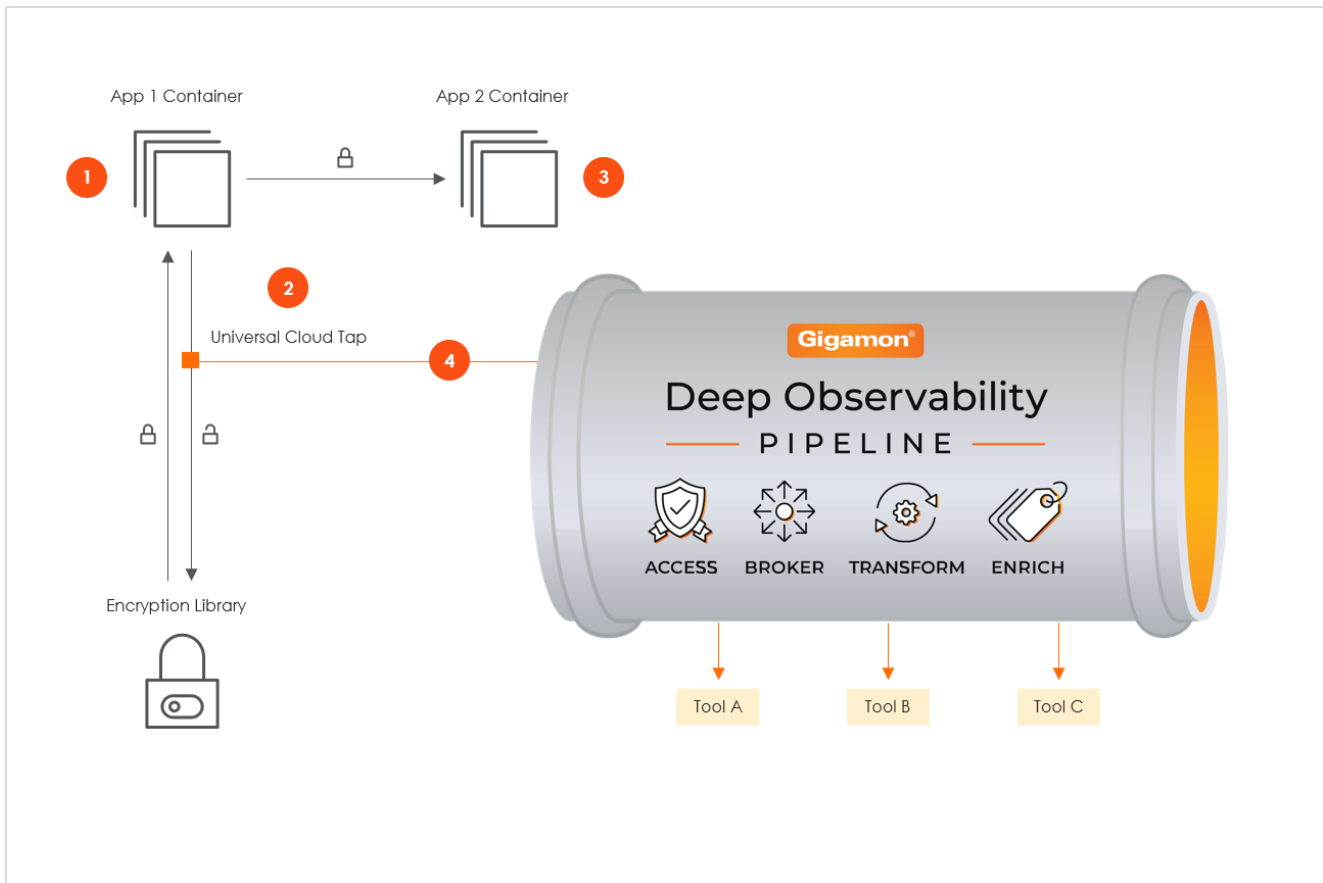 App 1 Container
App 2 Container
1
3
2
Universal Cloud Tap
4
Gigamon®
Deep Observability
PIPELINE
ACCESS
BROKER
TRANSFORM
ENRICH
Encryption Library
Tool A
Tool B
Tool C